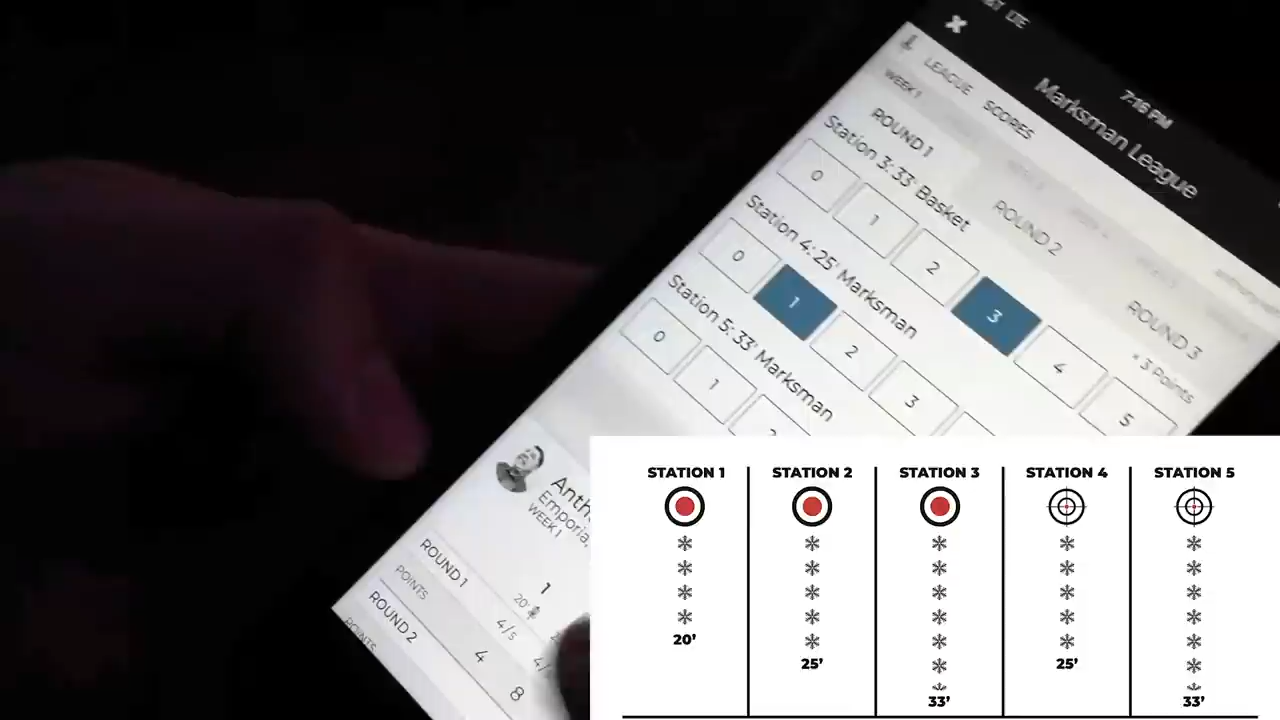 7:16 PM
Marksman League
LEAGUE SCORES
WEEK 1
ROUND 1 ROUND 2 ROUND 3
Station 3: 33' Basket
× 3 Points
0 1 2 3 4 5
Station 4: 25' Marksman
0 1 2 3
Station 5: 33' Marksman
0 1
Emporia,
WEEK 1
1
ROUND 1
20'
POINTS
4/5
ROUND 2
4
8
POINTS
STATION 1 STATION 2 STATION 3 STATION 4 STATION 5
20' 25' 33' 25' 33'